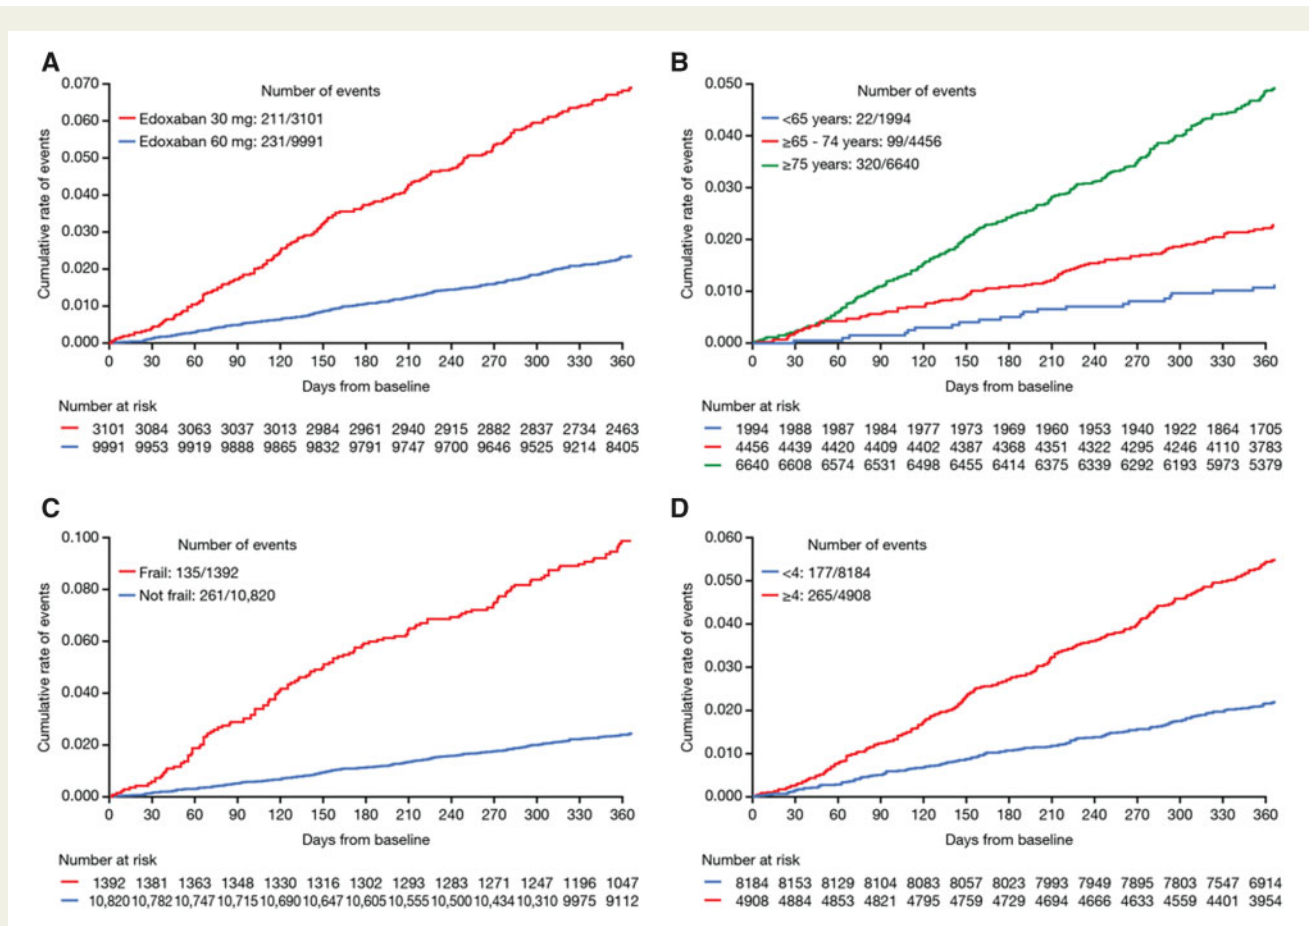 A
Number of events
Edoxaban 30 mg: 211/3101
Edoxaban 60 mg: 231/9991
Cumulative rate of events
0.070
0.060
0.050
0.040
0.030
0.020
0.010
0.000
0 30 60 90 120 150 180 210 240 270 300 330 360
Days from baseline
Number at risk
3101 3084 3063 3037 3013 2984 2961 2940 2915 2882 2837 2734 2463
9991 9953 9919 9888 9865 9832 9791 9747 9700 9646 9525 9214 8405
B
Number of events
<65 years: 22/1994
≥65 - 74 years: 99/4456
≥75 years: 320/6640
Cumulative rate of events
0.050
0.040
0.030
0.020
0.010
0.000
0 30 60 90 120 150 180 210 240 270 300 330 360
Days from baseline
Number at risk
1994 1988 1987 1984 1977 1973 1969 1960 1953 1940 1922 1864 1705
4456 4439 4420 4409 4402 4387 4368 4351 4322 4295 4246 4110 3783
6640 6608 6574 6531 6498 6455 6414 6375 6339 6292 6193 5973 5379
C
Number of events
Frail: 135/1392
Not frail: 261/10,820
Cumulative rate of events
0.100
0.080
0.060
0.040
0.020
0.000
0 30 60 90 120 150 180 210 240 270 300 330 360
Days from baseline
Number at risk
1392 1381 1363 1348 1330 1316 1302 1293 1283 1271 1247 1196 1047
10,820 10,782 10,747 10,715 10,690 10,647 10,605 10,555 10,500 10,434 10,310 9975 9112
D
Number of events
<4: 177/8184
≥4: 265/4908
Cumulative rate of events
0.060
0.050
0.040
0.030
0.020
0.010
0.000
0 30 60 90 120 150 180 210 240 270 300 330 360
Days from baseline
Number at risk
8184 8153 8129 8104 8083 8057 8023 7993 7949 7895 7803 7547 6914
4908 4884 4853 4821 4795 4759 4729 4694 4666 4633 4559 4401 3954